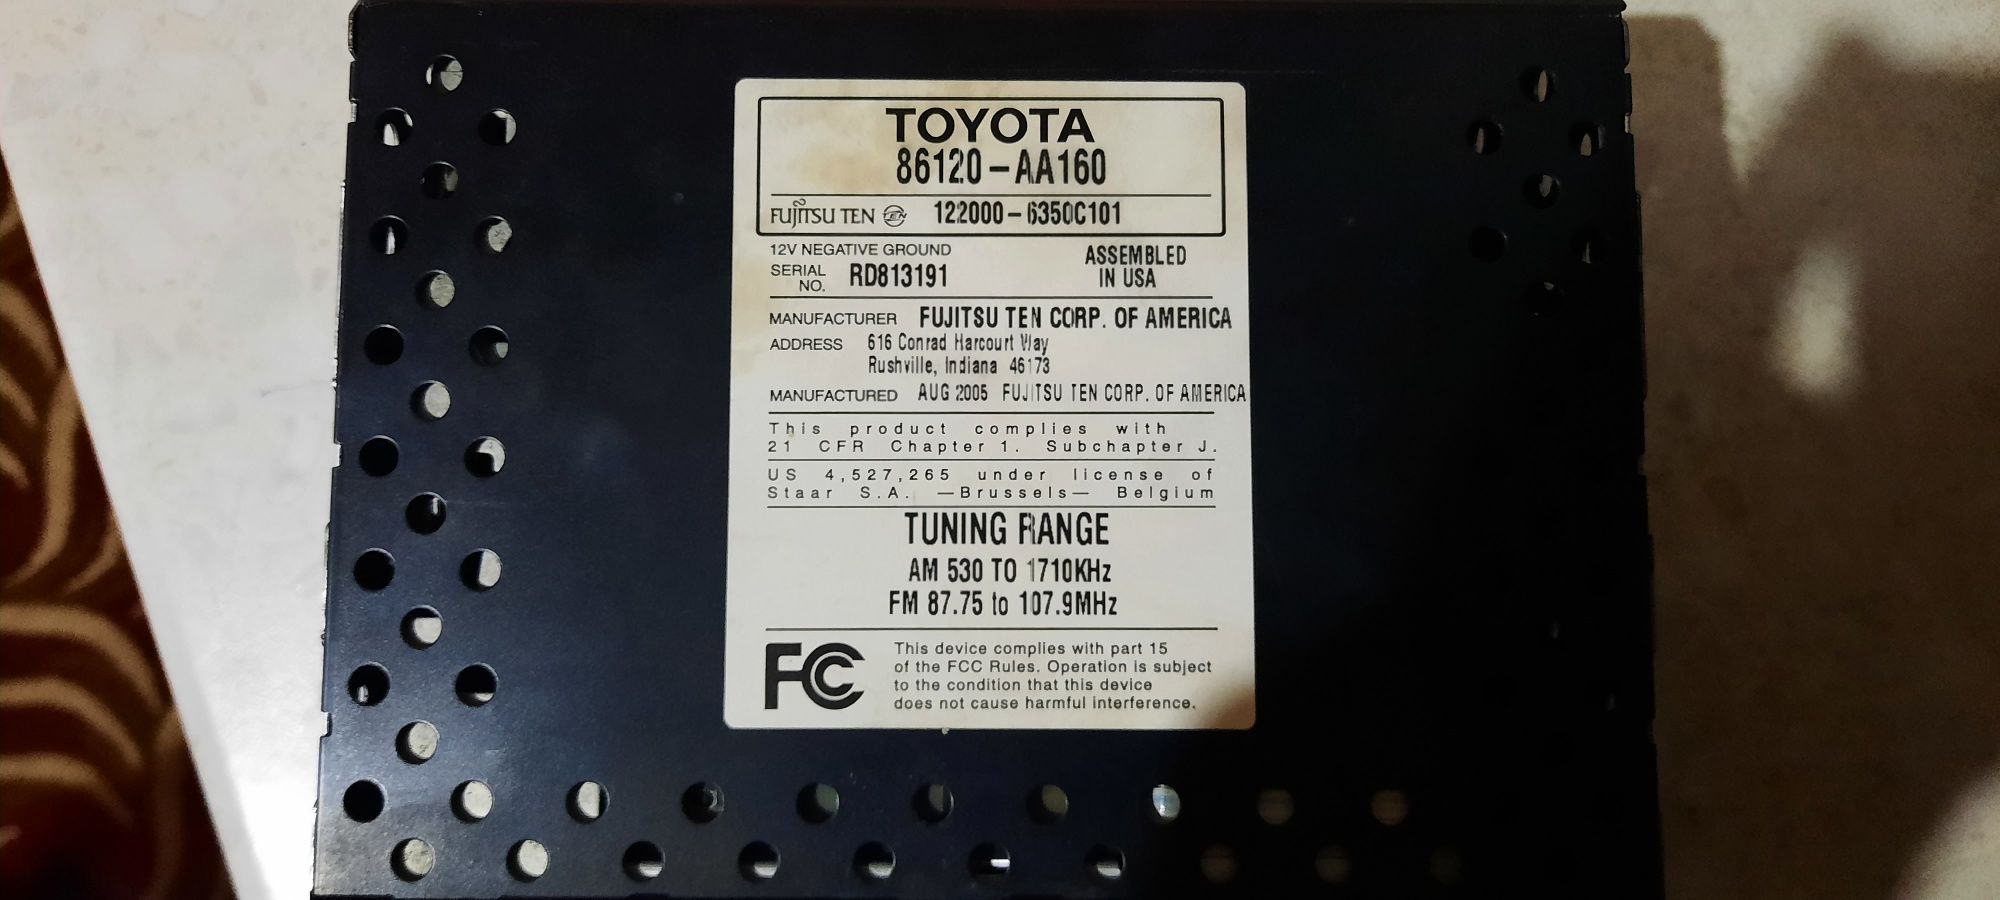 TOYOTA
86120-AA160
FUJITSU TEN TEN 122000-6350C101
12V NEGATIVE GROUND
ASSEMBLED
IN USA
SERIAL
NO. RD813191
MANUFACTURER FUJITSU TEN CORP. OF AMERICA
ADDRESS 616 Conrad Harcourt Way
Rushville, Indiana 46173
MANUFACTURED AUG 2005 FUJITSU TEN CORP. OF AMERICA
This product complies with
21 CFR Chapter 1. Subchapter J.
US 4,527,265 under license of
Staar S.A. —Brussels— Belgium
TUNING RANGE
AM 530 TO 1710KHz
FM 87.75 to 107.9MHz
FC
This device complies with part 15
of the FCC Rules. Operation is subject
to the condition that this device
does not cause harmful interference.